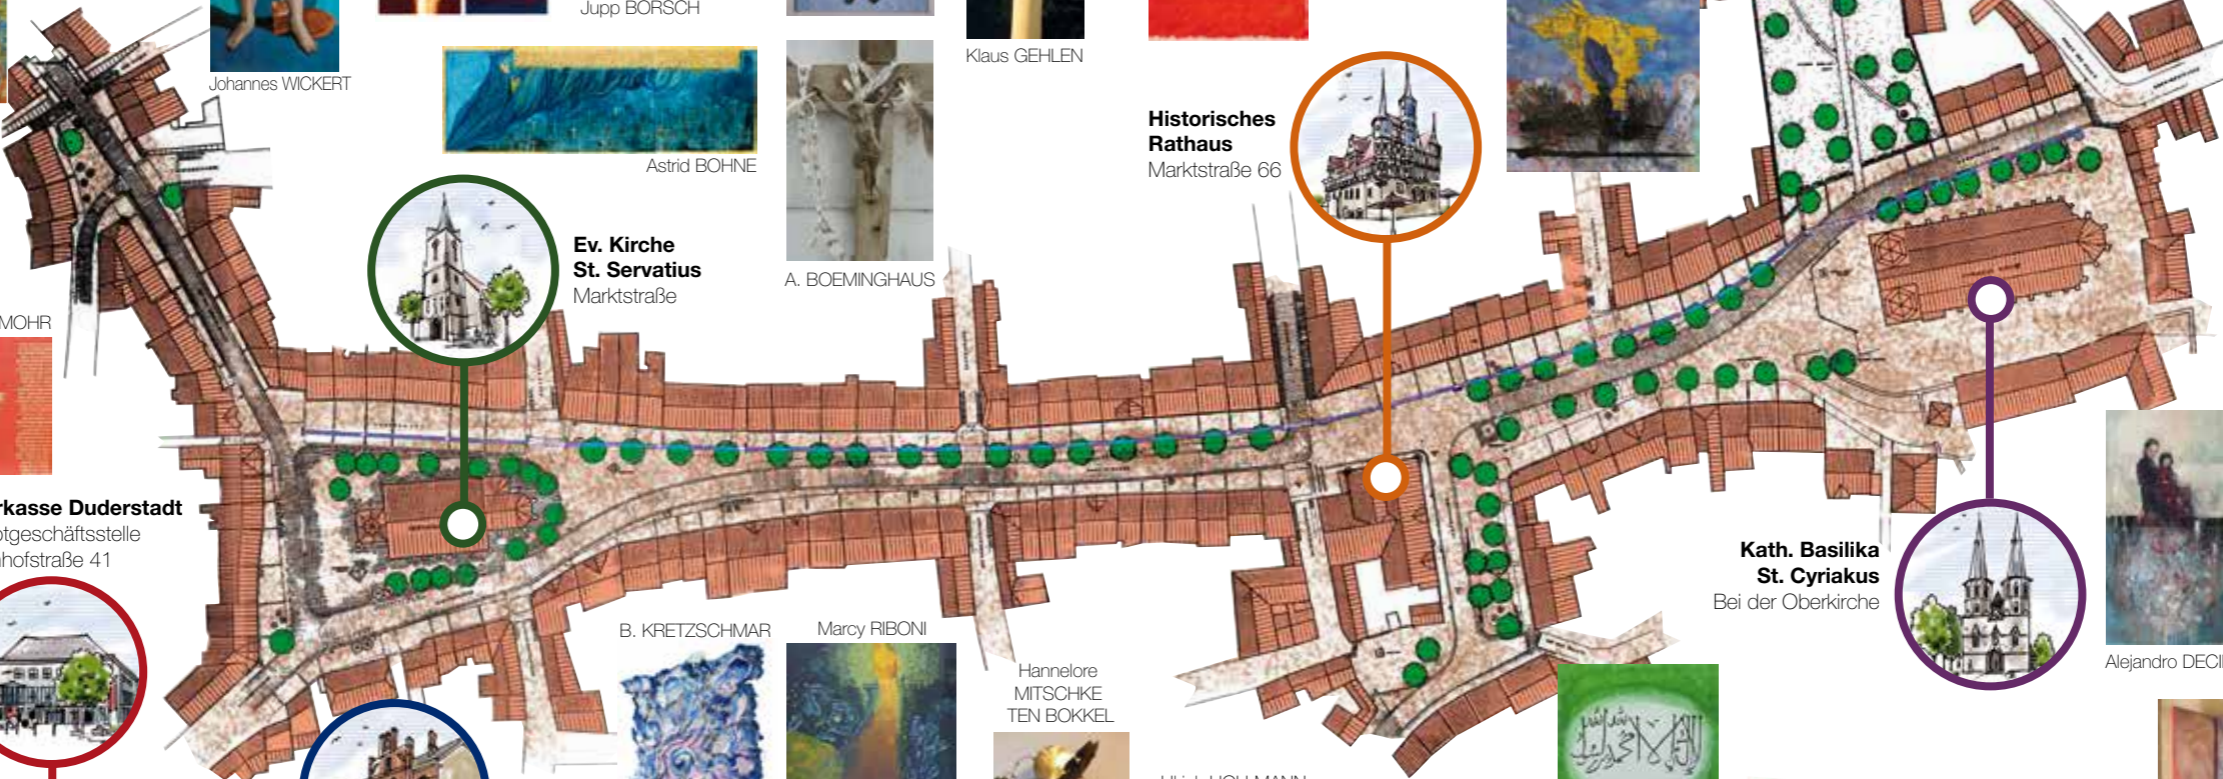 Jupp BORSCH
Klaus GEHLEN
Johannes WICKERT
Astrid BOHNE
A. BOEMINGHAUS
Historisches
Rathaus
Marktstraße 66
Ev. Kirche
St. Servatius
Marktstraße
MOHR
rkasse Duderstadt
tgeschäftsstelle
hofstraße 41
B. KRETZSCHMAR
Marcy RIBONI
Hannelore
MITSCHKE
TEN BOKKEL
Kath. Basilika
St. Cyriakus
Bei der Oberkirche
Alejandro DECI